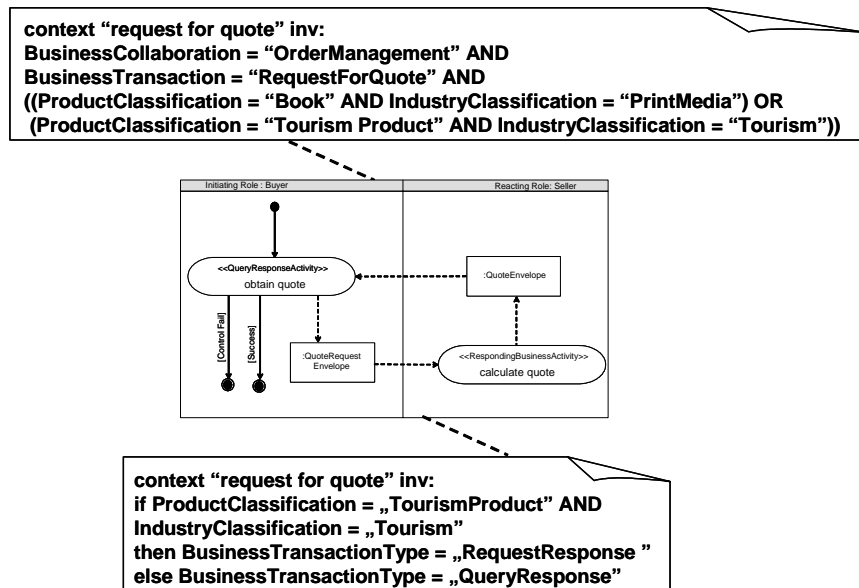 context “request for quote” inv:
BusinessCollaboration = “OrderManagement” AND
BusinessTransaction = “RequestForQuote” AND
((ProductClassification = “Book” AND IndustryClassification = “PrintMedia”) OR
(ProductClassification = “Tourism Product” AND IndustryClassification = “Tourism”))
Initiating Role : Buyer
Reacting Role: Seller
<<QueryResponseActivity>>
obtain quote
:QuoteEnvelope
[Control Fail]
[Success]
:QuoteRequest
Envelope
<<RespondingBusinessActivity>>
calculate quote
context “request for quote” inv:
if ProductClassification = „TourismProduct” AND
IndustryClassification = „Tourism”
then BusinessTransactionType = „RequestResponse ”
else BusinessTransactionType = „QueryResponse”